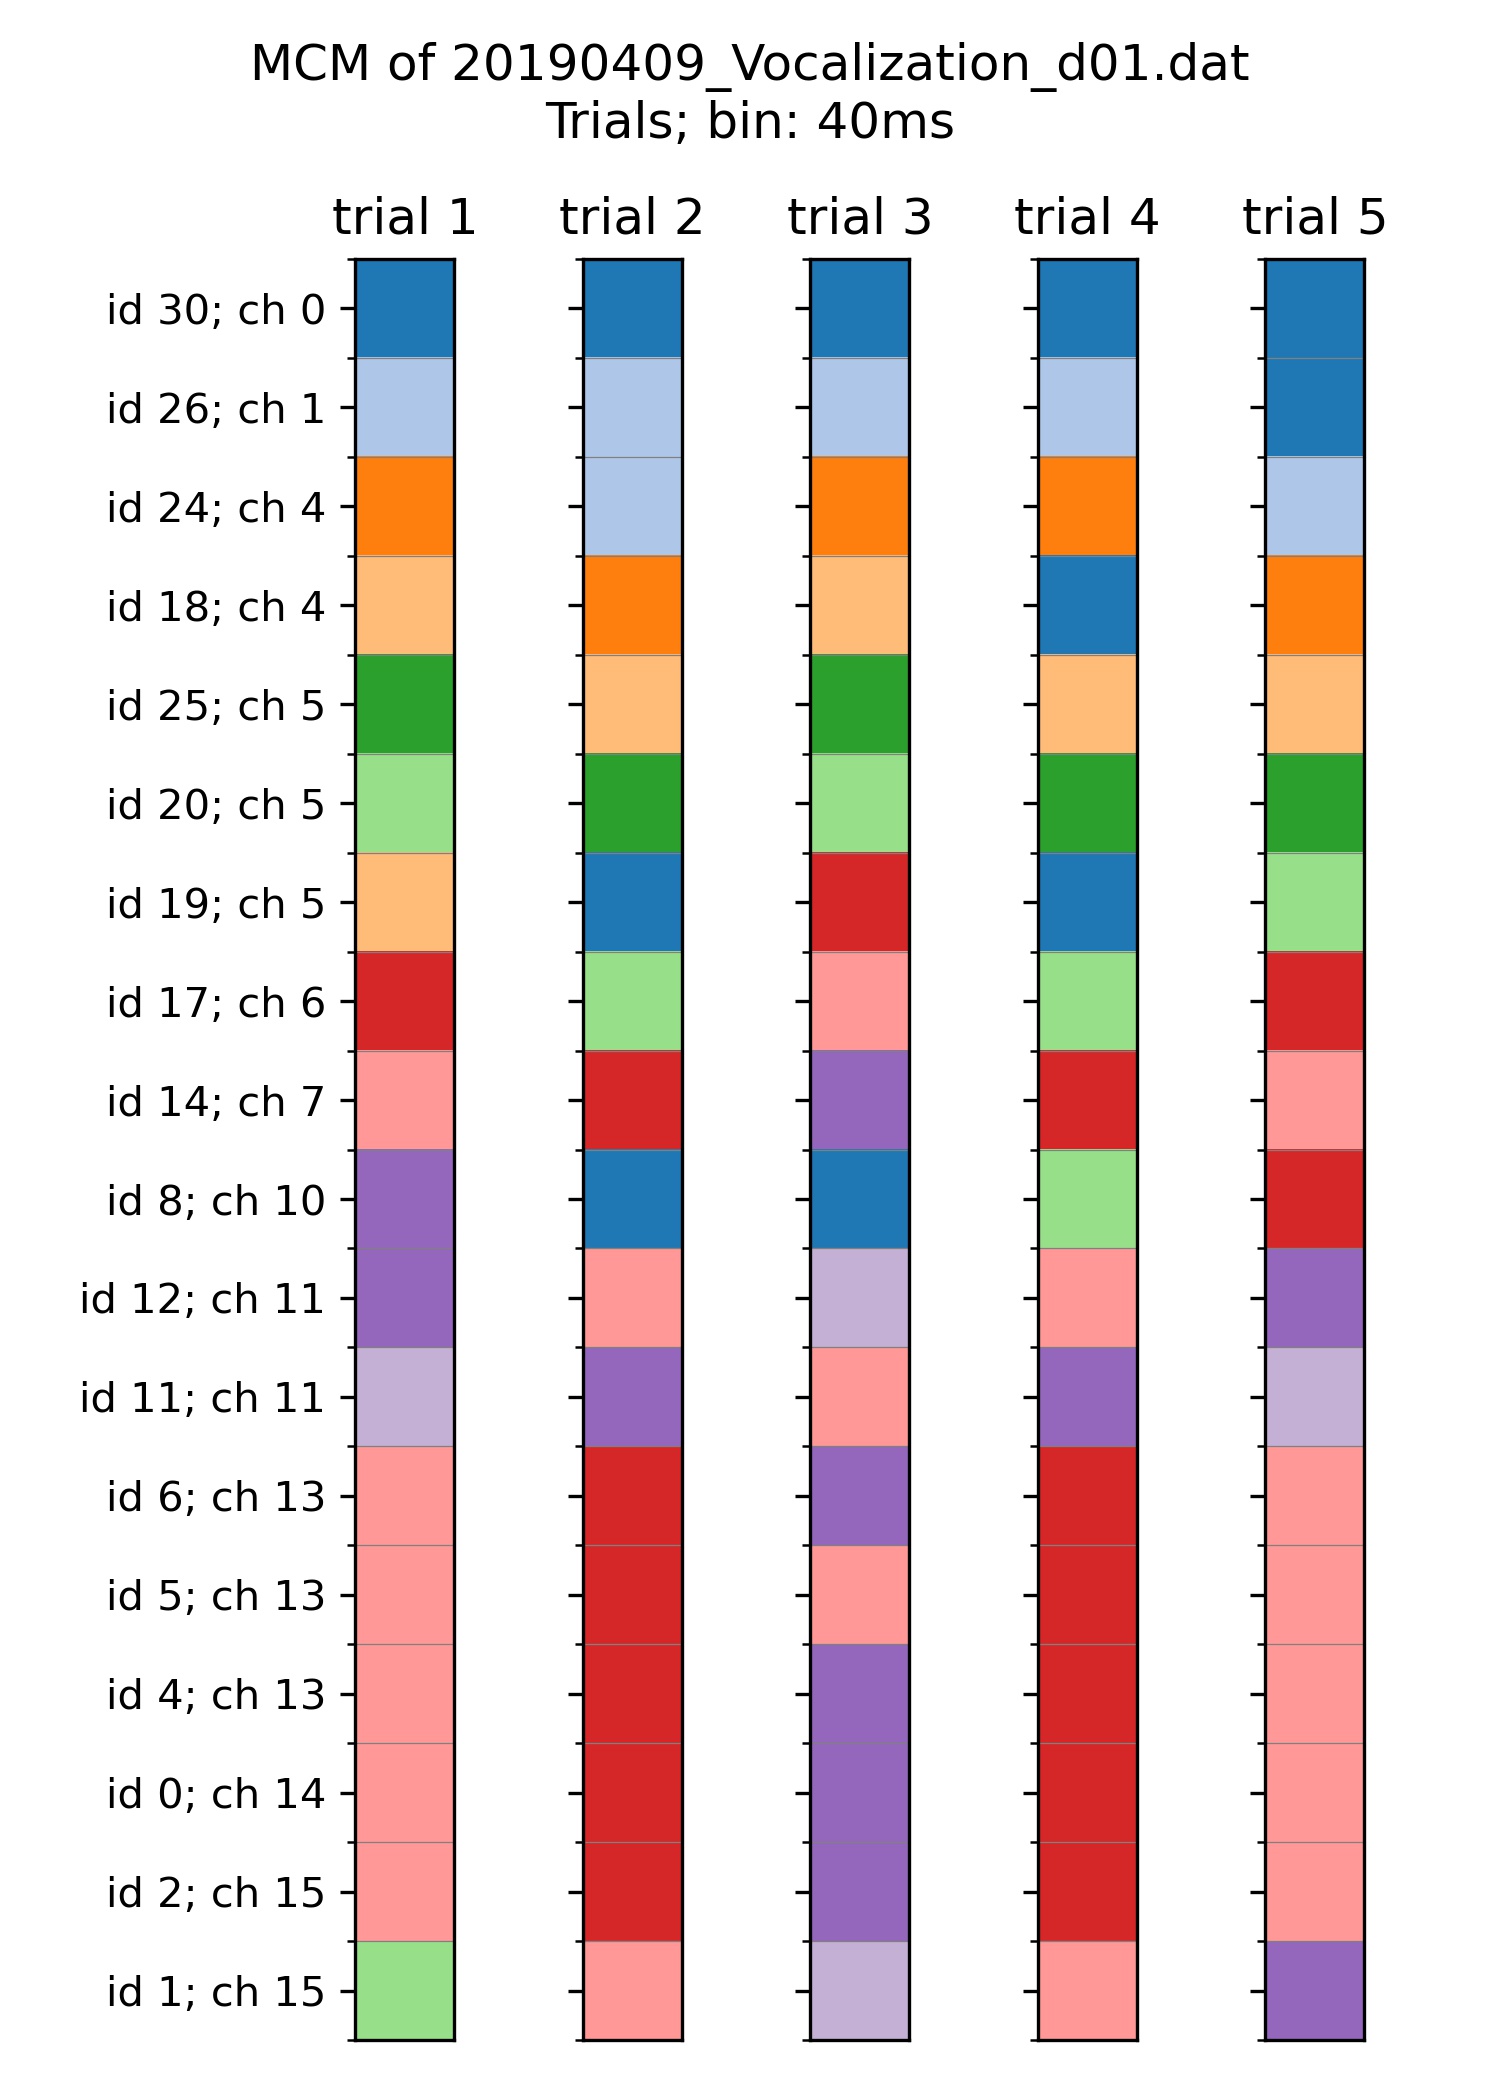 MCM of 20190409_Vocalization_d01.dat
Trials; bin: 40ms
trial 1 trial 2 trial 3 trial 4 trial 5
id 30; ch 0
id 26; ch 1
id 24; ch 4
id 18; ch 4
id 25; ch 5
id 20; ch 5
id 19; ch 5
id 17; ch 6
id 14; ch 7
id 8; ch 10
id 12; ch 11
id 11; ch 11
id 6; ch 13
id 5; ch 13
id 4; ch 13
id 0; ch 14
id 2; ch 15
id 1; ch 15